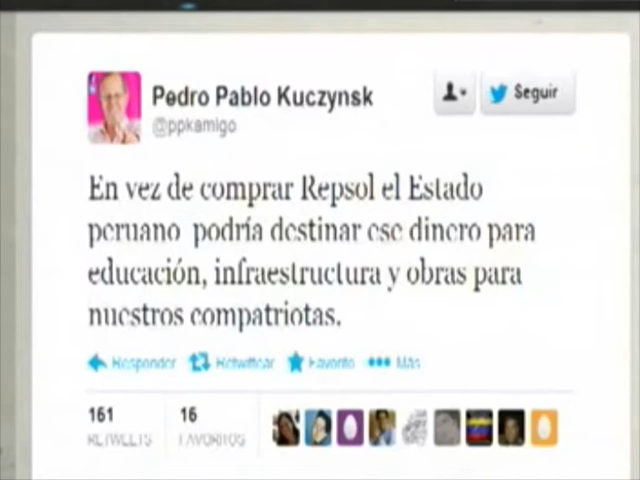 Pedro Pablo Kuczynsk
@ppkamigo
Seguir
En vez de comprar Repsol el Estado
peruano podría destinar ese dinero para
educación, infraestructura y obras para
nuestros compatriotas.
Responder Retwittear Favorito Más
161 16
RETWEETS FAVORITOS